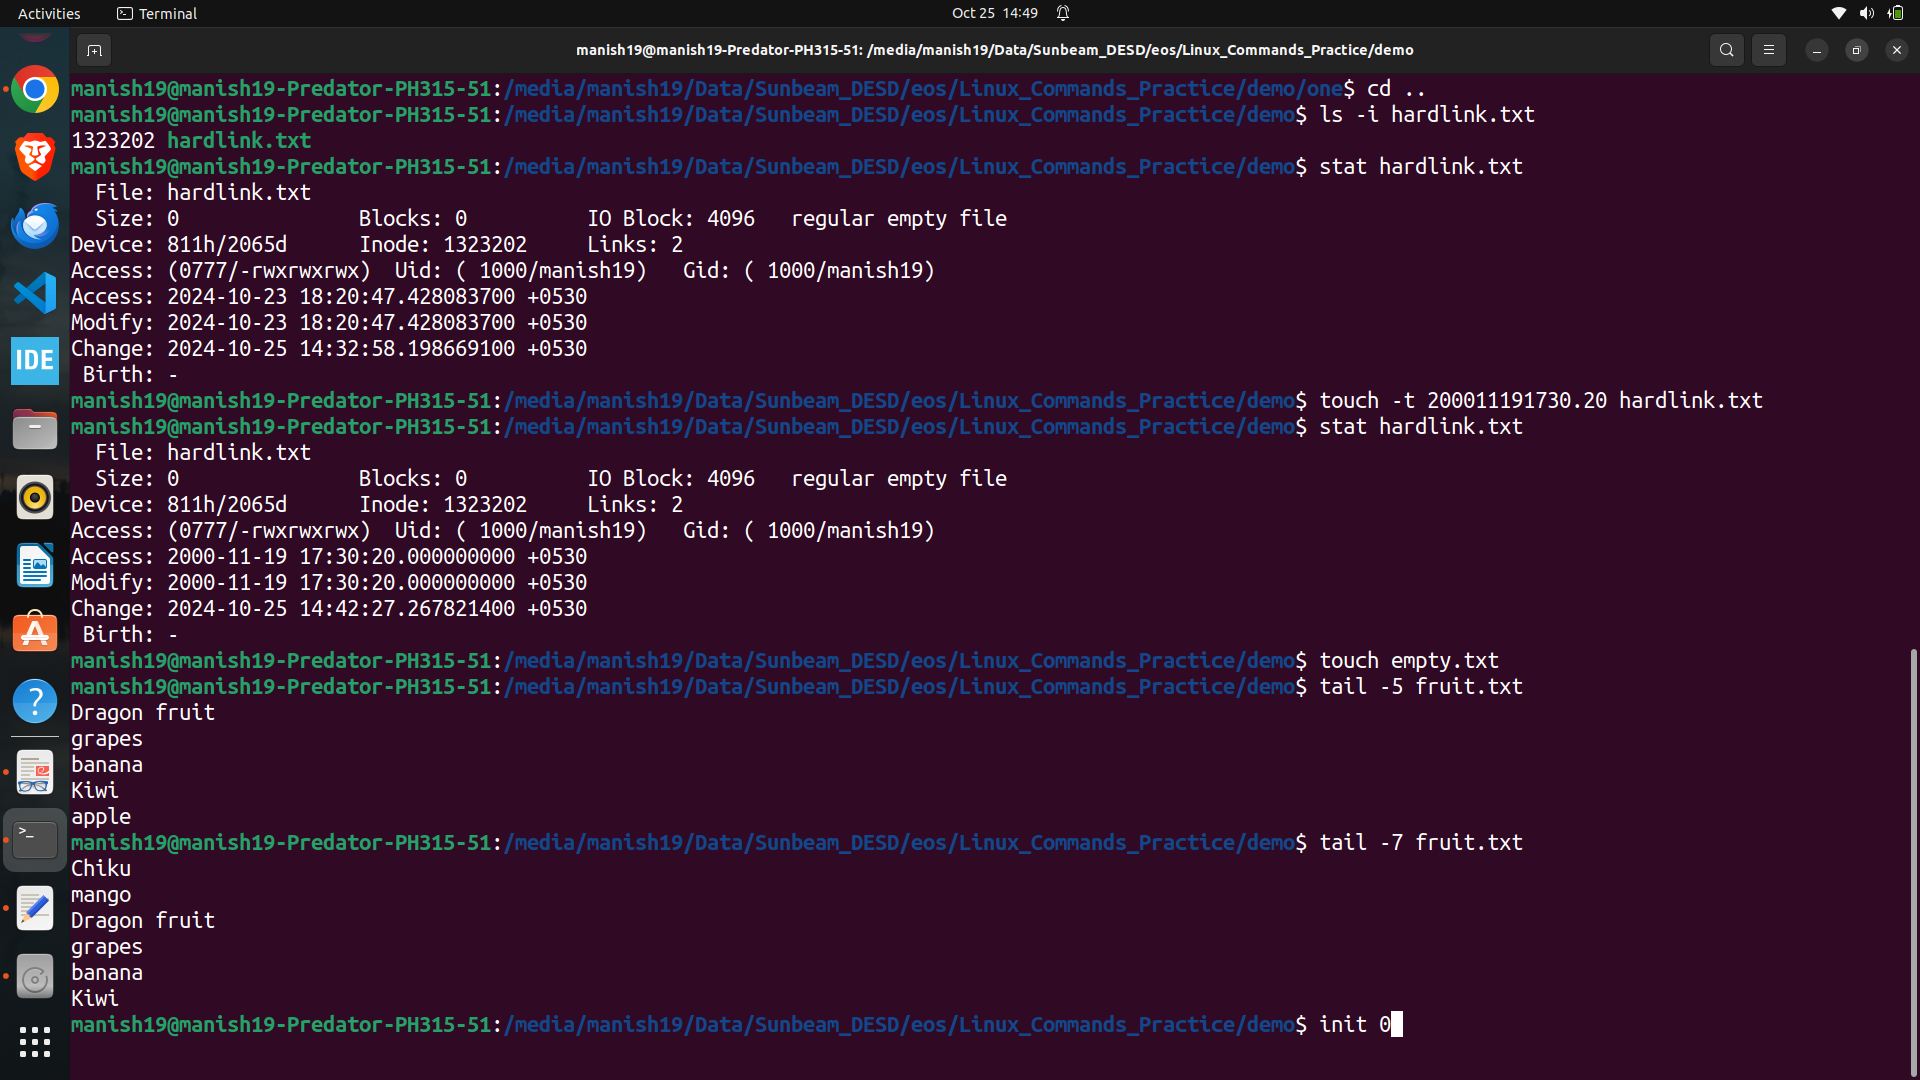 Activities
Terminal
Oct 25 14:49
manish19@manish19-Predator-PH315-51: /media/manish19/Data/Sunbeam_DESD/eos/Linux_Commands_Practice/demo
manish19@manish19-Predator-PH315-51:/media/manish19/Data/Sunbeam_DESD/eos/Linux_Commands_Practice/demo/one$ cd ..
manish19@manish19-Predator-PH315-51:/media/manish19/Data/Sunbeam_DESD/eos/Linux_Commands_Practice/demo$ ls -i hardlink.txt
1323202 hardlink.txt
manish19@manish19-Predator-PH315-51:/media/manish19/Data/Sunbeam_DESD/eos/Linux_Commands_Practice/demo$ stat hardlink.txt
  File: hardlink.txt
  Size: 0               Blocks: 0          IO Block: 4096   regular empty file
Device: 811h/2065d      Inode: 1323202     Links: 2
Access: (0777/-rwxrwxrwx)  Uid: ( 1000/manish19)   Gid: ( 1000/manish19)
Access: 2024-10-23 18:20:47.428083700 +0530
Modify: 2024-10-23 18:20:47.428083700 +0530
Change: 2024-10-25 14:32:58.198669100 +0530
 Birth: -
manish19@manish19-Predator-PH315-51:/media/manish19/Data/Sunbeam_DESD/eos/Linux_Commands_Practice/demo$ touch -t 200011191730.20 hardlink.txt
manish19@manish19-Predator-PH315-51:/media/manish19/Data/Sunbeam_DESD/eos/Linux_Commands_Practice/demo$ stat hardlink.txt
  File: hardlink.txt
  Size: 0               Blocks: 0          IO Block: 4096   regular empty file
Device: 811h/2065d      Inode: 1323202     Links: 2
Access: (0777/-rwxrwxrwx)  Uid: ( 1000/manish19)   Gid: ( 1000/manish19)
Access: 2000-11-19 17:30:20.000000000 +0530
Modify: 2000-11-19 17:30:20.000000000 +0530
Change: 2024-10-25 14:42:27.267821400 +0530
 Birth: -
manish19@manish19-Predator-PH315-51:/media/manish19/Data/Sunbeam_DESD/eos/Linux_Commands_Practice/demo$ touch empty.txt
manish19@manish19-Predator-PH315-51:/media/manish19/Data/Sunbeam_DESD/eos/Linux_Commands_Practice/demo$ tail -5 fruit.txt
Dragon fruit
grapes
banana
Kiwi
apple
manish19@manish19-Predator-PH315-51:/media/manish19/Data/Sunbeam_DESD/eos/Linux_Commands_Practice/demo$ tail -7 fruit.txt
Chiku
mango
Dragon fruit
grapes
banana
Kiwi
manish19@manish19-Predator-PH315-51:/media/manish19/Data/Sunbeam_DESD/eos/Linux_Commands_Practice/demo$ init 0
IDE